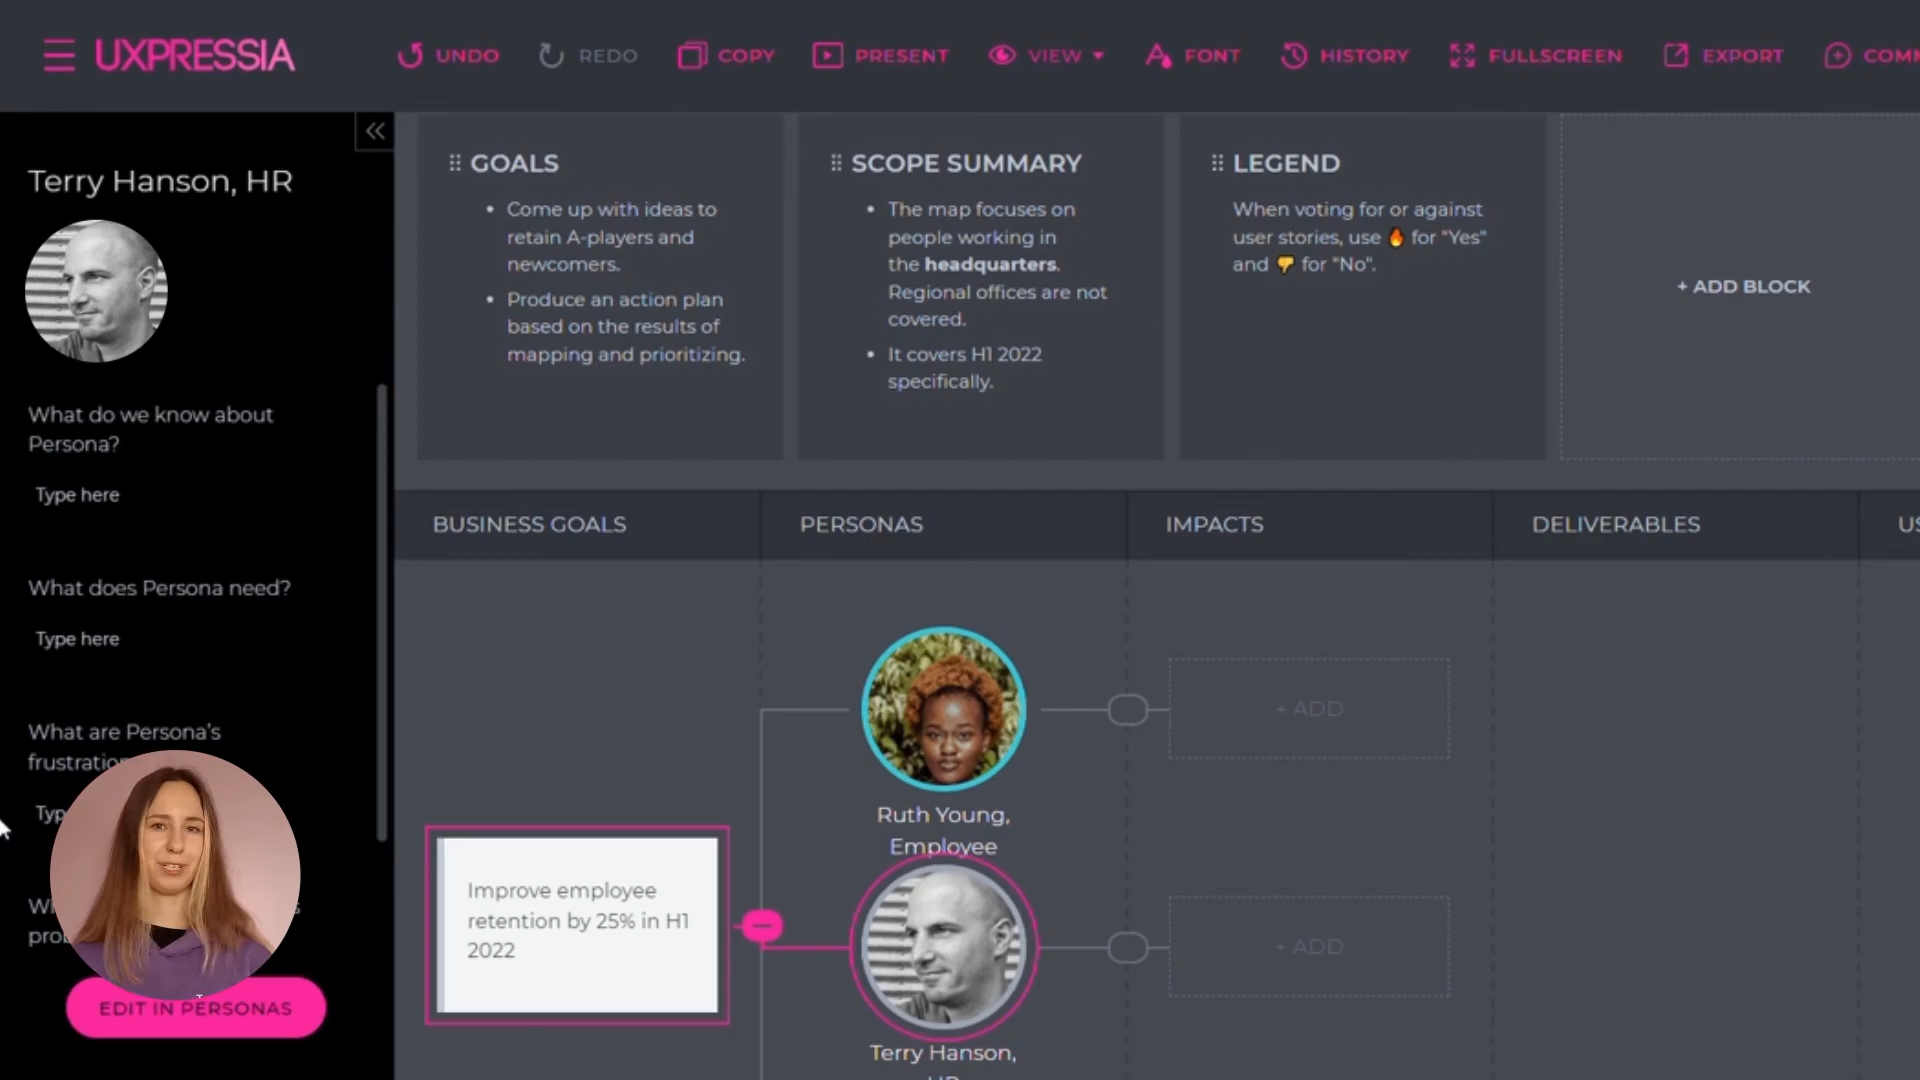 UXPRESSIA
UNDO
REDO
COPY
PRESENT
VIEW
FONT
HISTORY
FULLSCREEN
EXPORT
Terry Hanson, HR
What do we know about
Persona?
Type here
What does Persona need?
Type here
What are Persona's
EDIT IN PERSONAS
GOALS
• Come up with ideas to
retain A-players and
newcomers.
• Produce an action plan
based on the results of
mapping and prioritizing.
SCOPE SUMMARY
• The map focuses on
people working in
the headquarters.
Regional offices are not
covered.
• It covers H1 2022
specifically.
LEGEND
When voting for or against
user stories, use 🔥 for "Yes"
and 👎 for "No".
+ ADD BLOCK
BUSINESS GOALS
PERSONAS
IMPACTS
DELIVERABLES
Ruth Young,
Employee
+ ADD
Improve employee
retention by 25% in H1
2022
+ ADD
Terry Hanson,